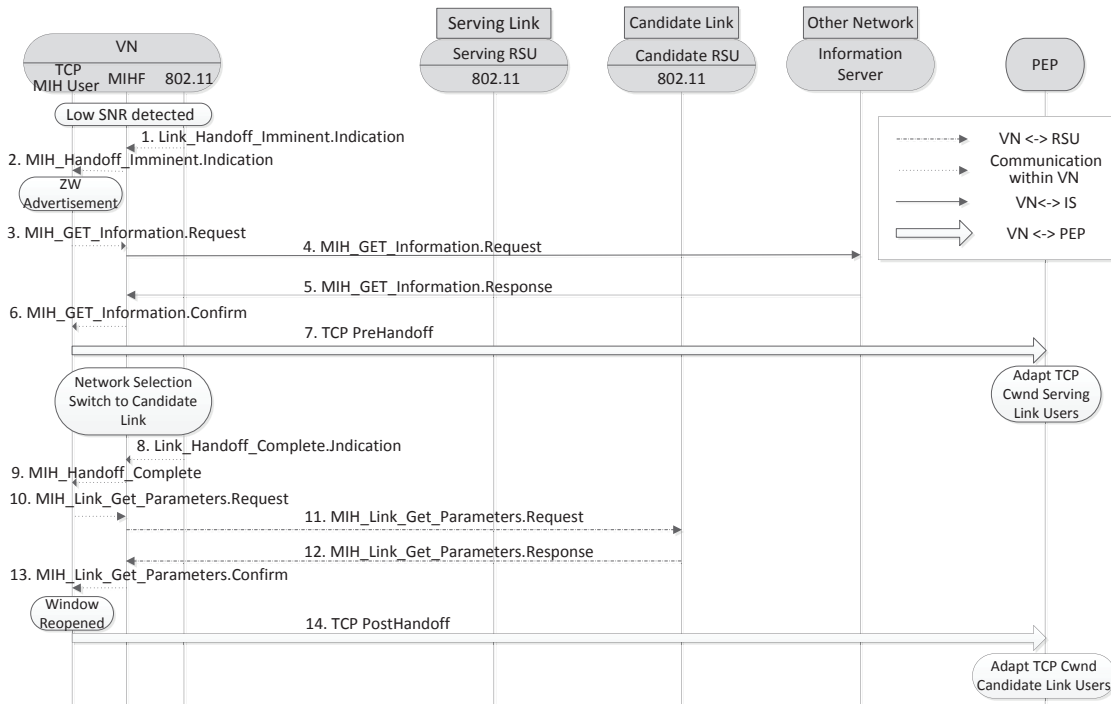 Serving Link
Candidate Link
Other Network
VN
Serving RSU
Candidate RSU
Information
Server
PEP
TCP
MIH User
MIHF
802.11
802.11
802.11
Low SNR detected
1. Link_Handoff_Imminent.Indication
2. MIH_Handoff_Imminent.Indication
ZW
Advertisement
VN <-> RSU
Communication
within VN
VN<-> IS
VN <-> PEP
3. MIH_GET_Information.Request
4. MIH_GET_Information.Request
5. MIH_GET_Information.Response
6. MIH_GET_Information.Confirm
7. TCP PreHandoff
Network Selection
Switch to Candidate
Link
Adapt TCP
Cwnd Serving
Link Users
8. Link_Handoff_Complete.Jndication
9. MIH_Handoff_Complete
10. MIH_Link_Get_Parameters.Request
11. MIH_Link_Get_Parameters.Request
12. MIH_Link_Get_Parameters.Response
13. MIH_Link_Get_Parameters.Confirm
Window
Reopened
14. TCP PostHandoff
Adapt TCP Cwnd
Candidate Link Users